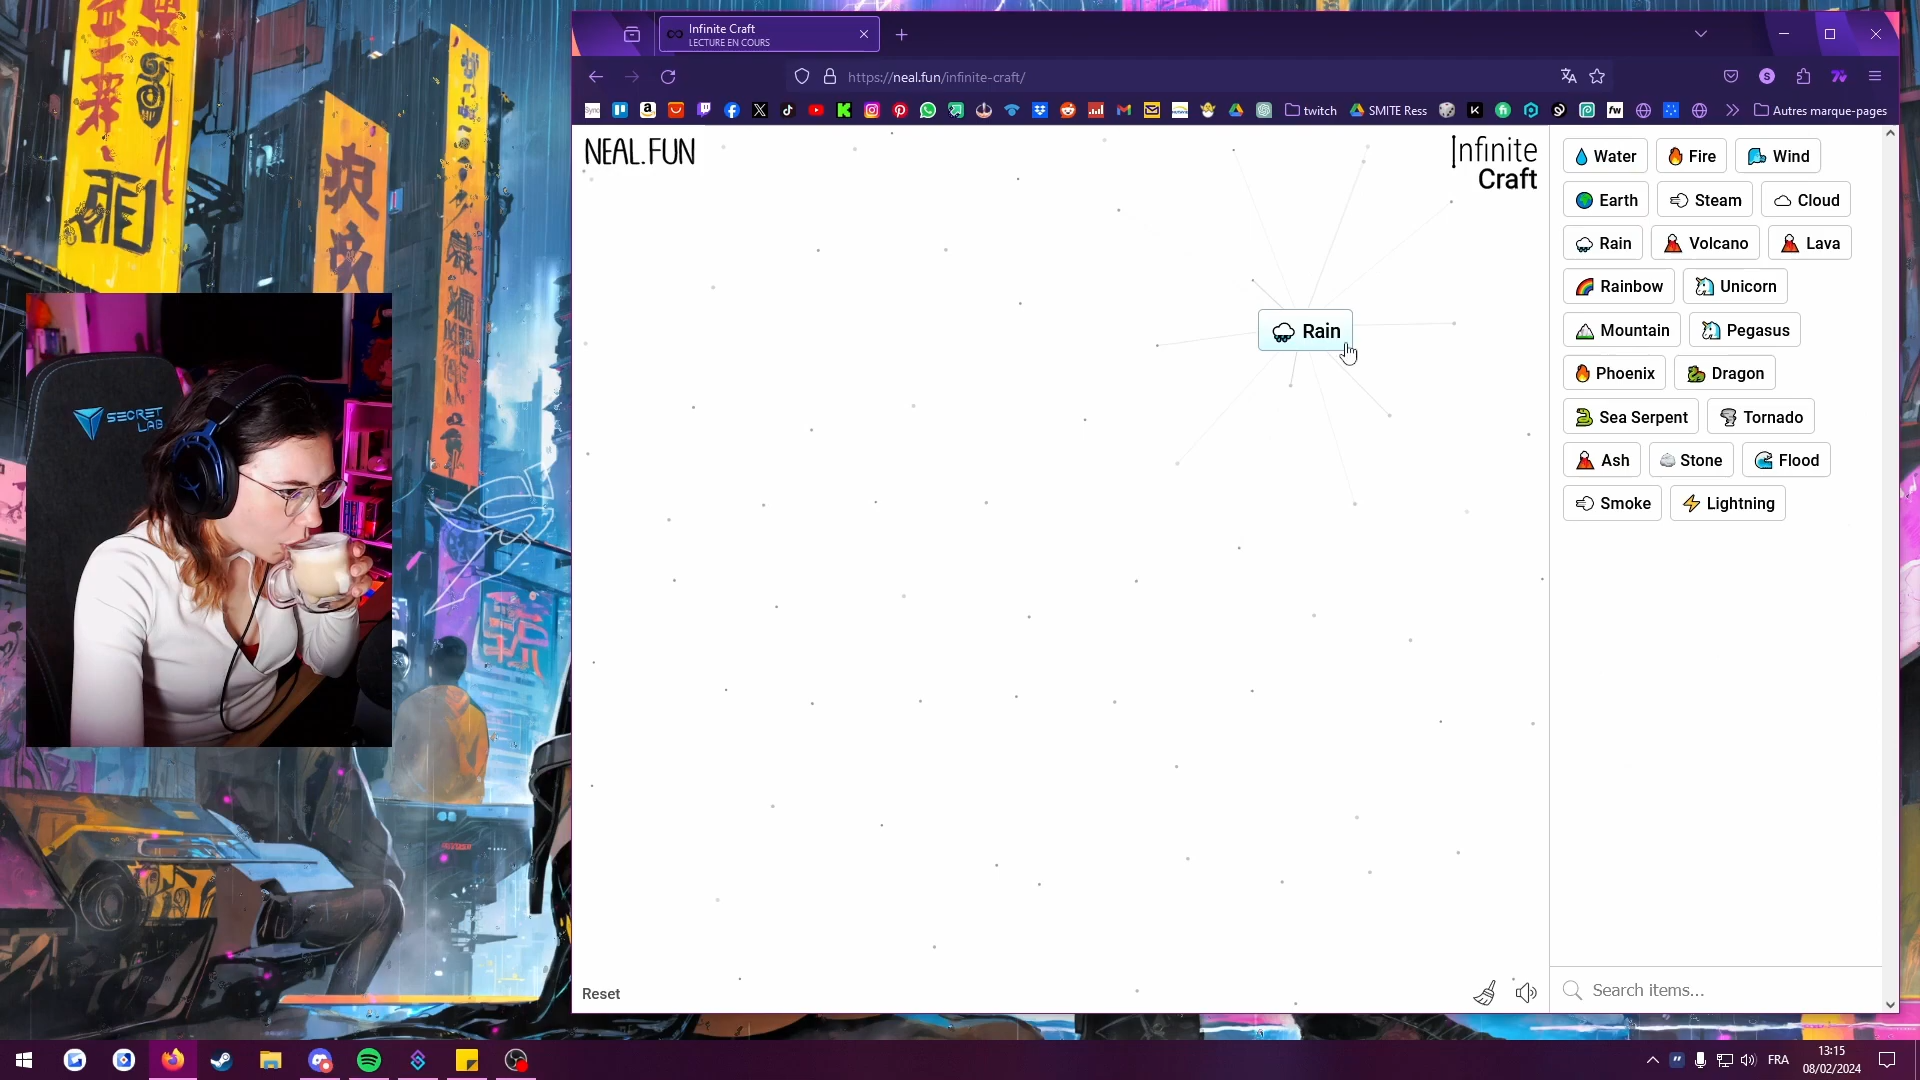 Infinite Craft
LECTURE EN COURS
https://neal.fun/infinite-craft/
twitch
SMITE Ress
Autres marque-pages
NEAL.FUN
Infinite
Craft
Water
Fire
Wind
Earth
Steam
Cloud
Rain
Volcano
Lava
Rainbow
Unicorn
Rain
Mountain
Pegasus
Phoenix
Dragon
Sea Serpent
Tornado
Ash
Stone
Flood
Smoke
Lightning
SECRET
LAB
Reset
Search items...
FRA
13:15
08/02/2024